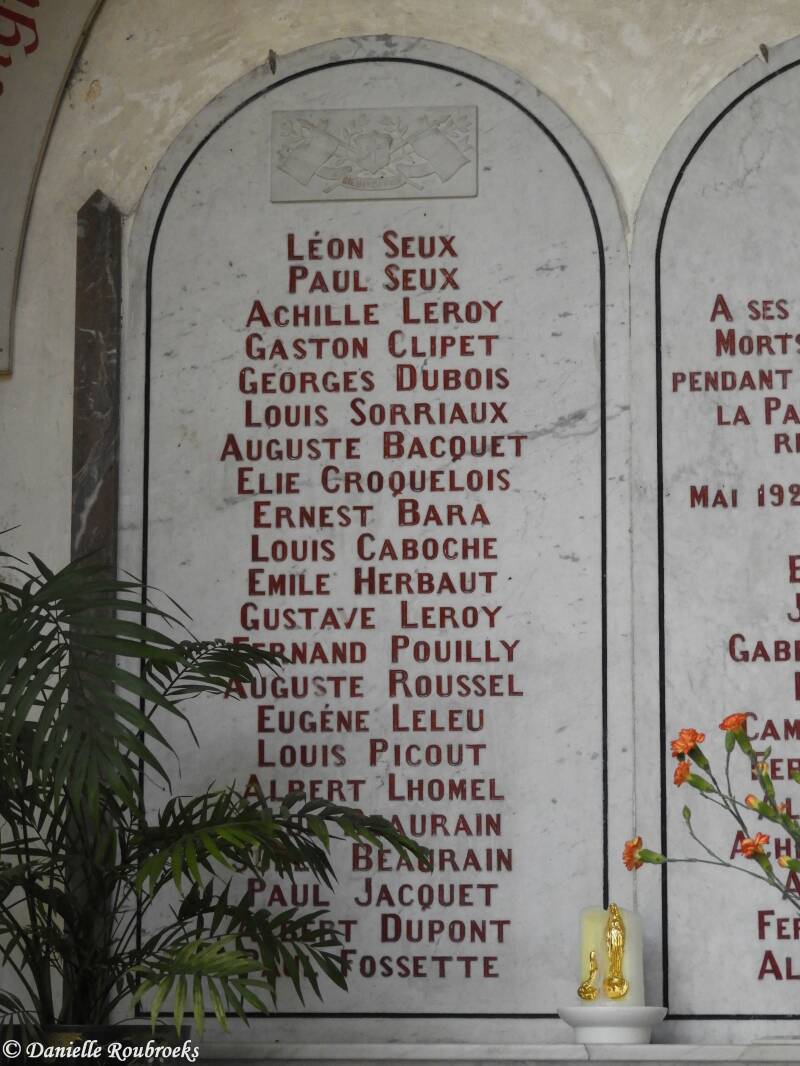 LÉON SEUX
PAUL SEUX
ACHILLE LEROY
GASTON CLIPET
GEORGES DUBOIS
LOUIS SORRIAUX
AUGUSTE BACQUET
ELIE CROQUELOIS
ERNEST BARA
LOUIS CABOCHE
EMILE HERBAUT
GUSTAVE LEROY
FERNAND POUILLY
AUGUSTE ROUSSEL
EUGÉNE LELEU
LOUIS PICOUT
ALBERT LHOMEL
BEAURAIN
PAUL JACQUET
DUPONT
PAUL FOSSETTE
A SES
MORTS
PENDANT
LA
MAI
© Danielle Roubroeks